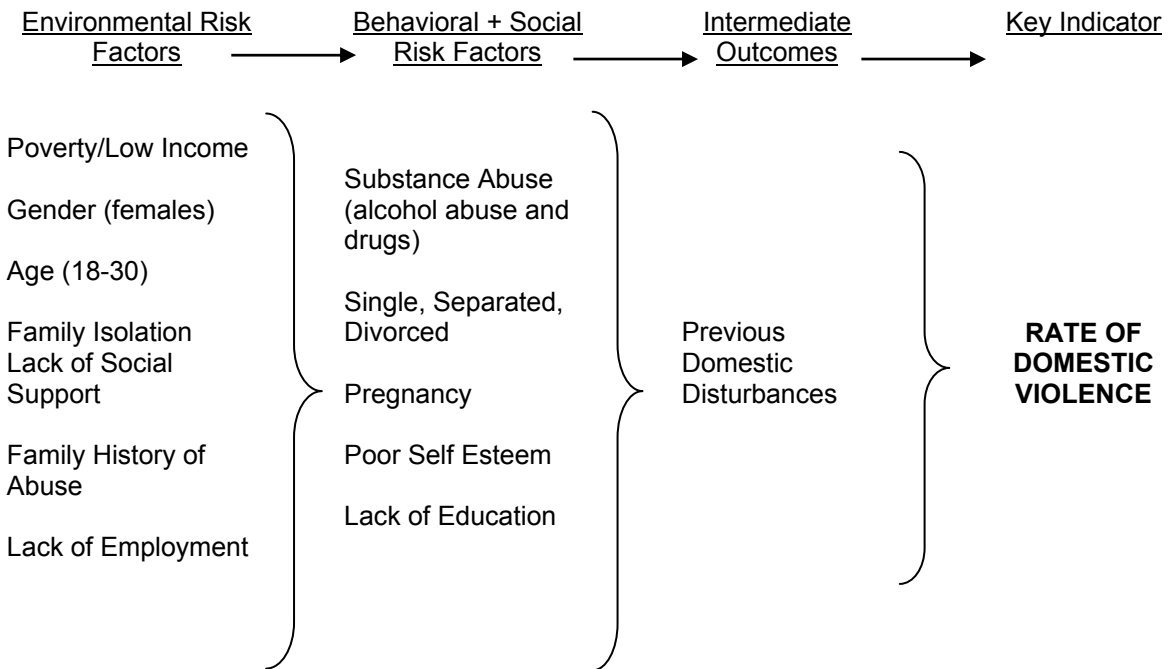 Environmental Risk
Factors
Behavioral + Social
Risk Factors
Intermediate
Outcomes
Key Indicator
Poverty/Low Income
Gender (females)
Age (18-30)
Family Isolation
Lack of Social
Support
Family History of
Abuse
Lack of Employment
Substance Abuse
(alcohol abuse and
drugs)
Single, Separated,
Divorced
Pregnancy
Poor Self Esteem
Lack of Education
Previous
Domestic
Disturbances
RATE OF
DOMESTIC
VIOLENCE